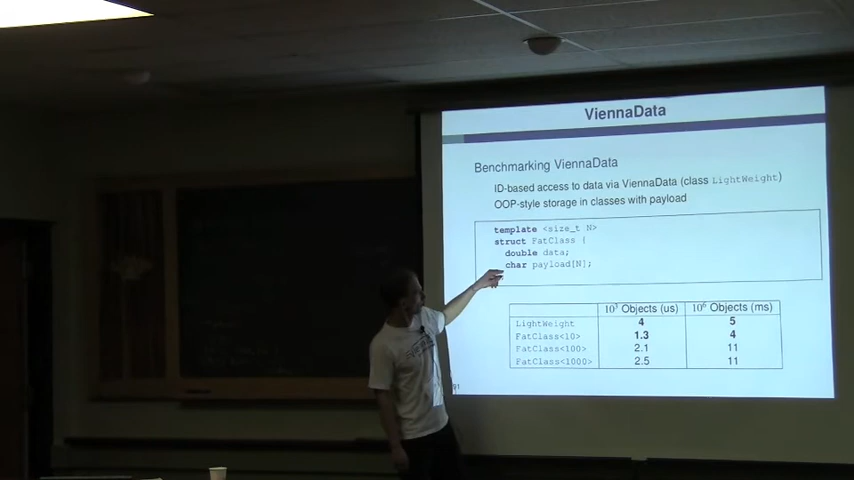 ViennaData
Benchmarking ViennaData
ID-based access to data via ViennaData (class LightWeight)
OOP-style storage in classes with payload
template <size_t N>
struct FatClass {
double data;
char payload[N];
10³ Objects (us) 10⁶ Objects (ms)
LightWeight 4 5
FatClass<10> 1.3 4
FatClass<100> 2.1 11
FatClass<1000> 2.5 11